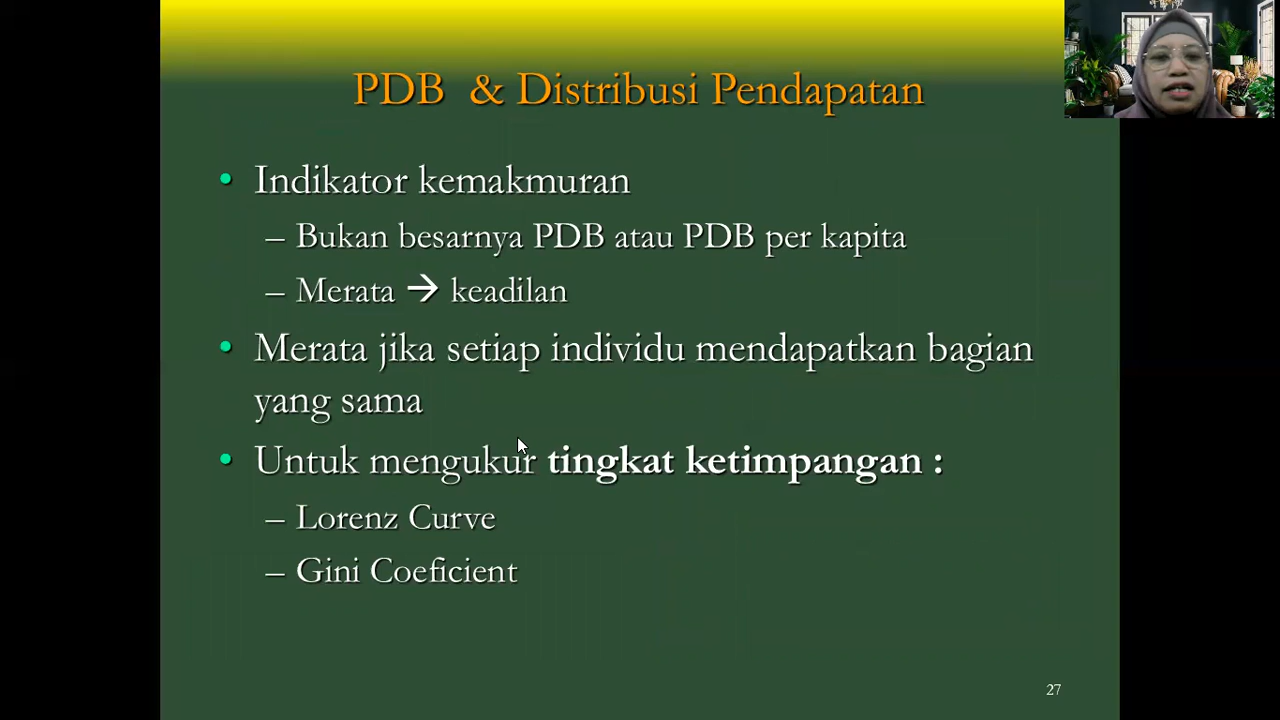 PDB & Distribusi Pendapatan
• Indikator kemakmuran
– Bukan besarnya PDB atau PDB per kapita
– Merata → keadilan
• Merata jika setiap individu mendapatkan bagian
yang sama
• Untuk mengukur tingkat ketimpangan :
– Lorenz Curve
– Gini Coeficient
27